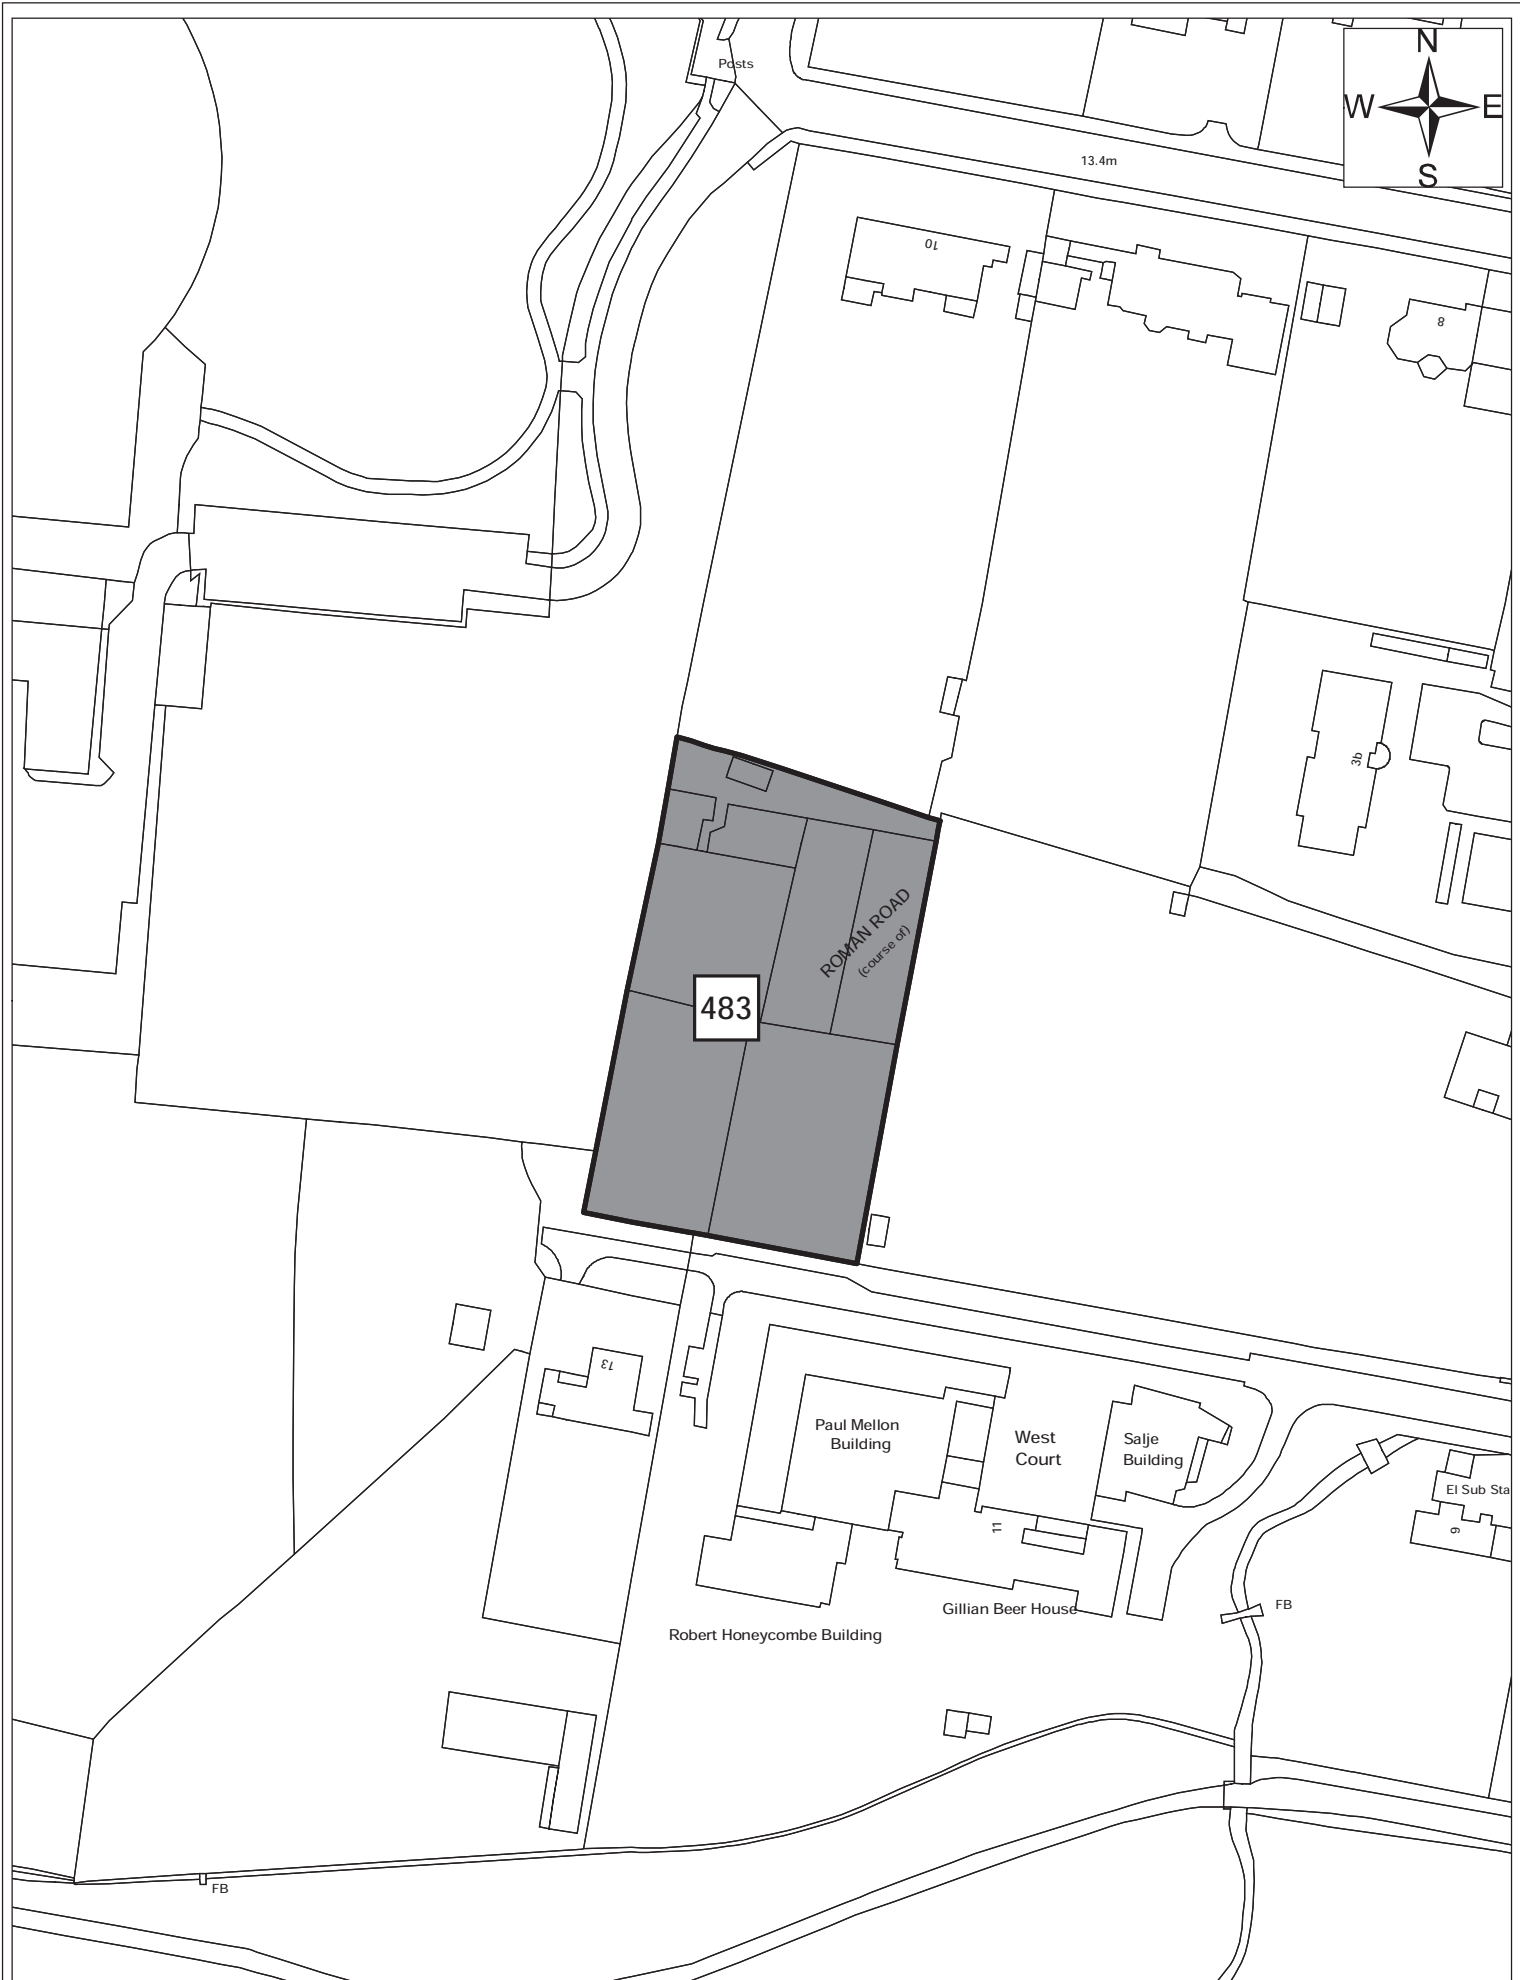 Posts
N
W
E
S
13.4m
10
8
3b
ROMAN ROAD
(course of)
483
13
Paul Mellon
Building
West
Court
Salje
Building
El Sub Sta
11
9
Gillian Beer House
FB
Robert Honeycombe Building
FB